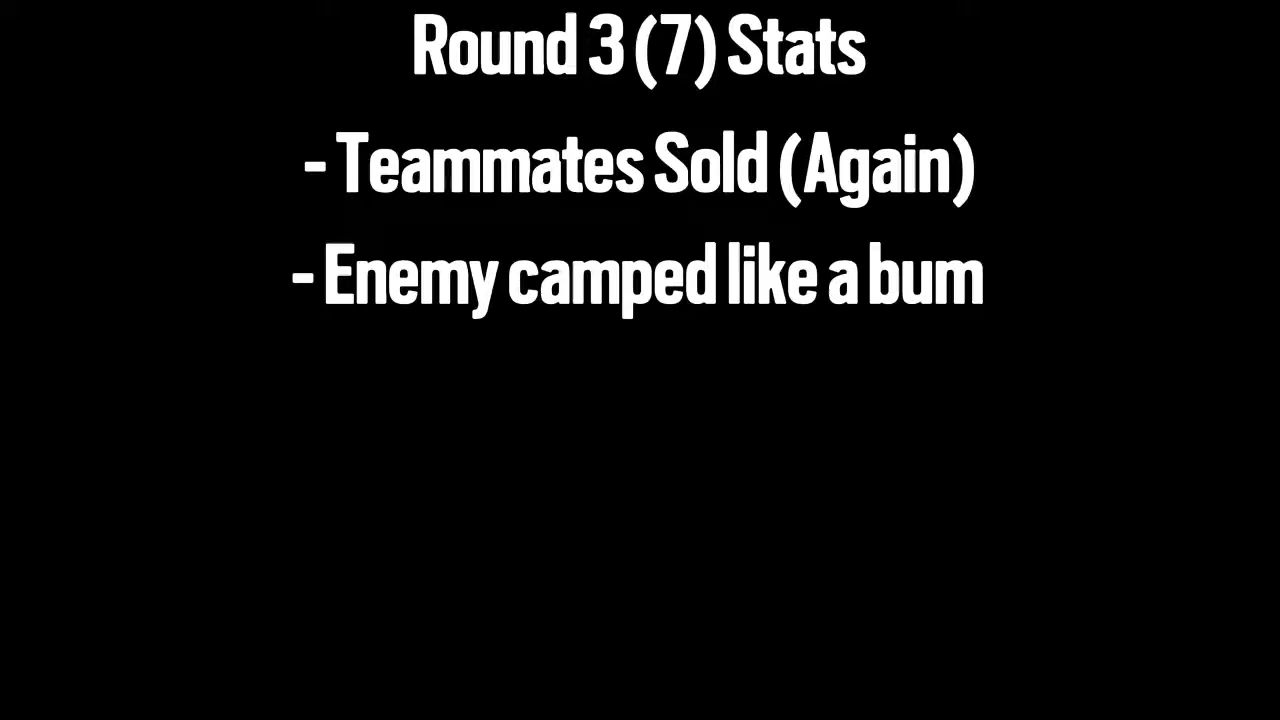 Round 3 (7) Stats
- Teammates Sold (Again)
- Enemy camped like a bum